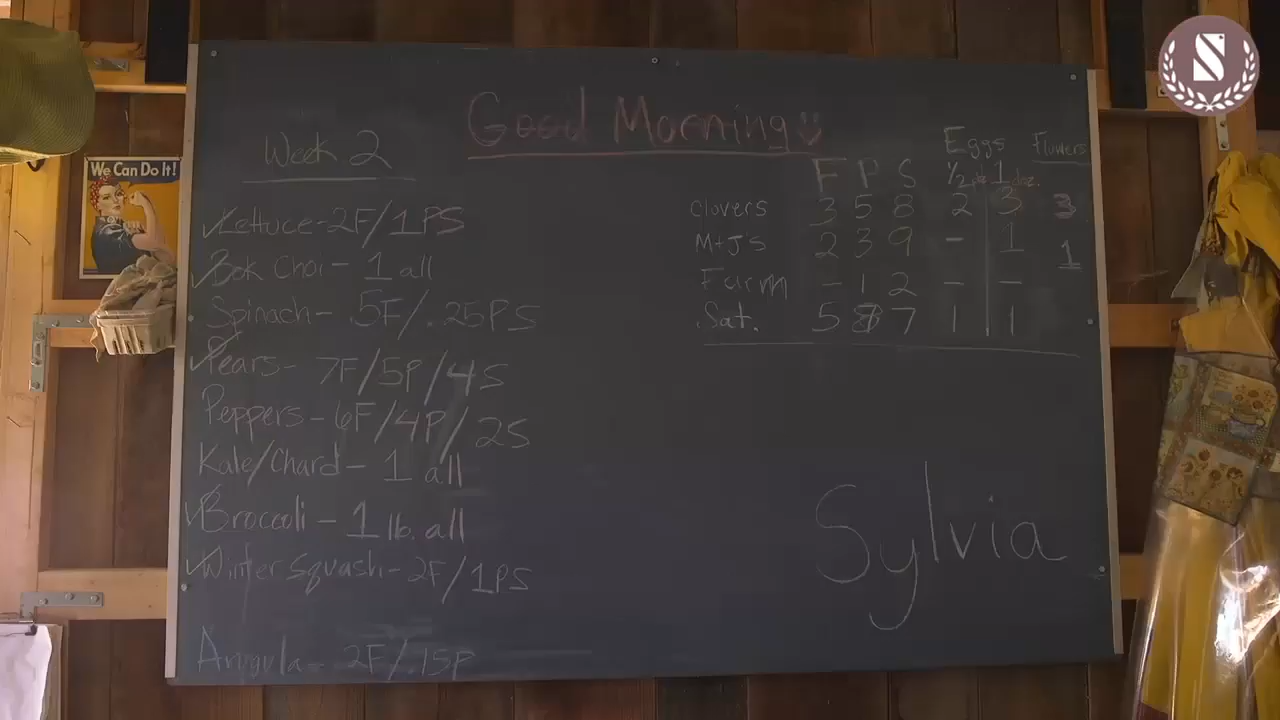 Good Morning
Week 2
Lettuce-2F/1PS
Bok Choi - 1 all
Spinach - .5F/.25PS
Pears - 7F/5P/4S
Peppers - 6F/4P/2S
Kale/Chard - 1 all
Broccoli - 1 lb. all
Winter Squash - 2F/1PS
Arugula - .2F/.15P
Eggs Flowers
F P S 1/2 doz. 1 doz.
Clovers 3 5 8 2 3 3
M+J's 2 3 9 - 1 1
Farm - 1 2 - -
Sat. 5 8 7 1 1
Sylvia
We Can Do It!
S